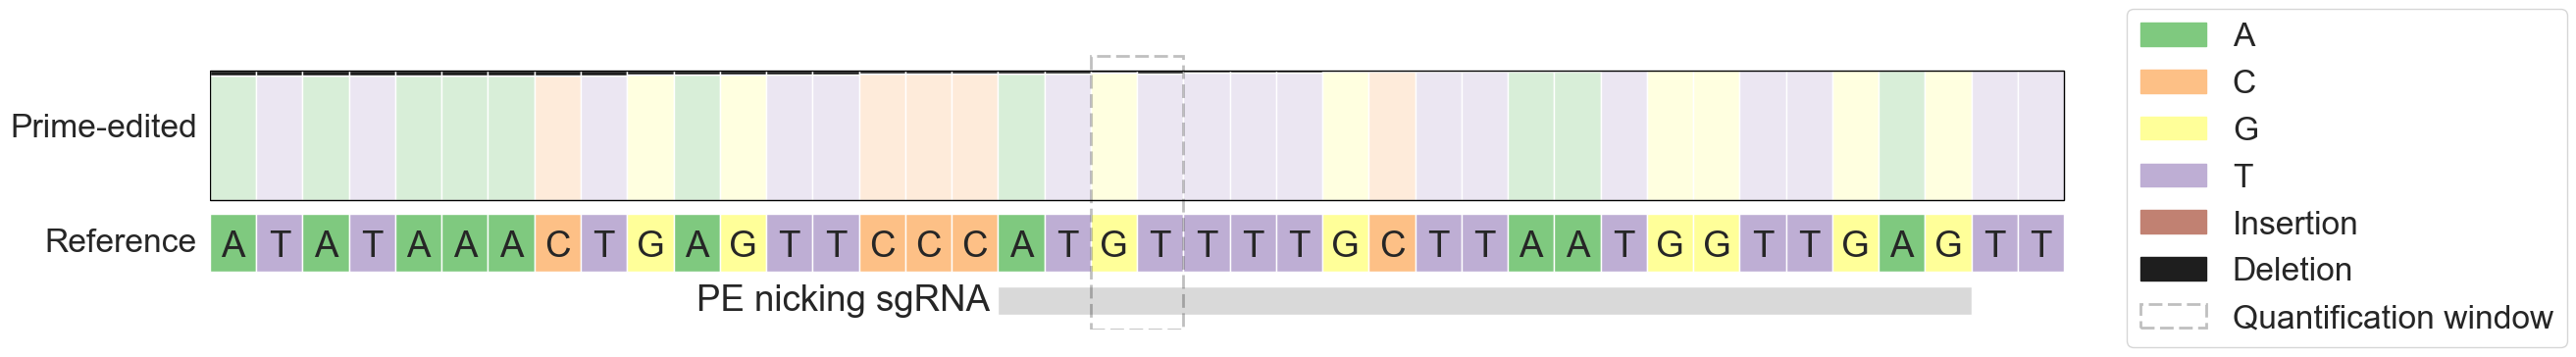 Prime-edited
Reference A T A T A A A C T G A G T T C C C A T G T T T T G C T T A A T G G T T G A G T T
PE nicking sgRNA
A
C
G
T
Insertion
Deletion
Quantification window